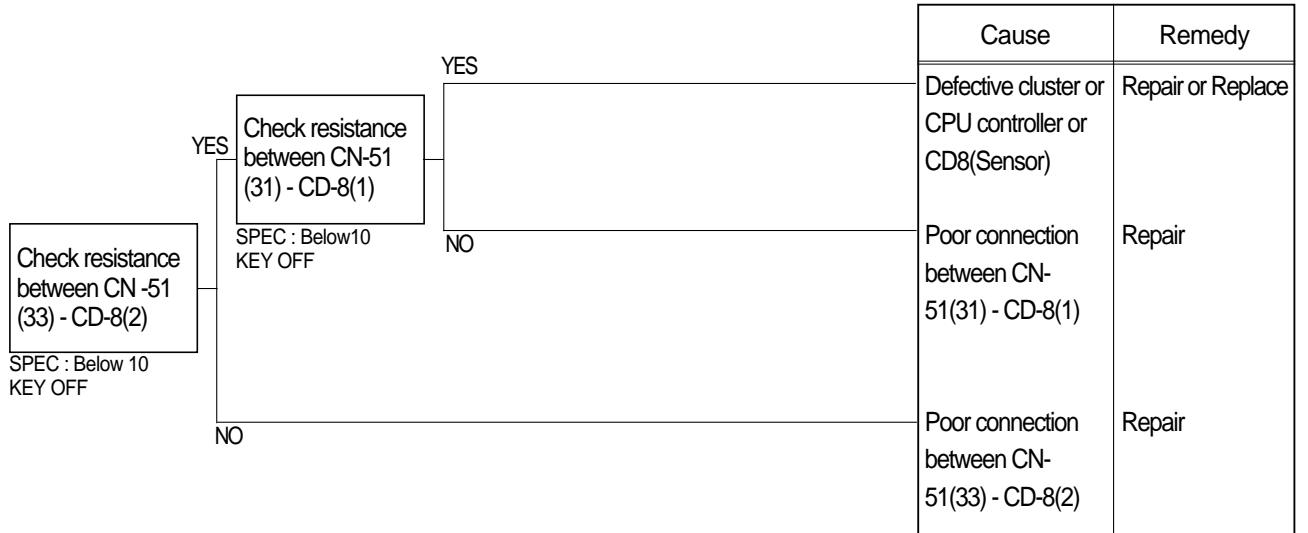 Check resistance
between CN -51
(33) - CD-8(2)
SPEC : Below 10
KEY OFF
YES
NO
Check resistance
between CN-51
(31) - CD-8(1)
SPEC : Below10
KEY OFF
YES
NO
Cause Remedy
Defective cluster or Repair or Replace
CPU controller or
CD8(Sensor)
Poor connection Repair
between CN-
51(31) - CD-8(1)
Poor connection Repair
between CN-
51(33) - CD-8(2)